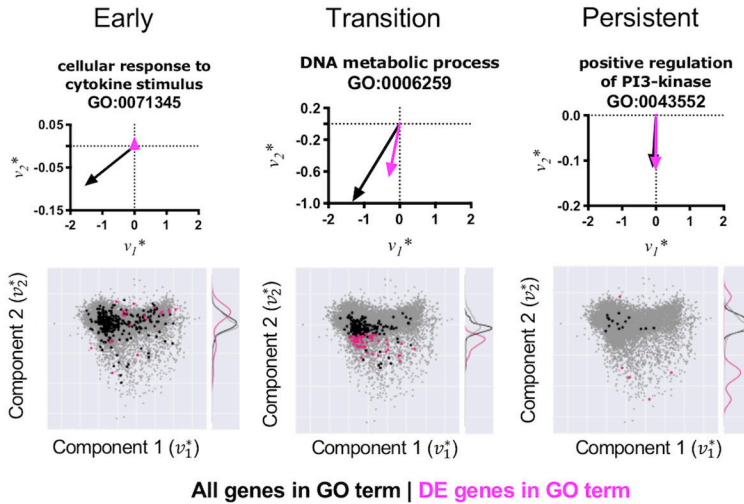 Early
Transition
Persistent
cellular response to
cytokine stimulus
GO:0071345
DNA metabolic process
GO:0006259
positive regulation
of PI3-kinase
GO:0043552
0.05
-0.15
v2*
-2 -1 0 1 2
v1*
0.2
-0.2
-0.6
-1.0
v2*
-2 -1 0 1 2
v1*
0.0
-0.1
-0.2
v2*
-2 -1 0 1 2
v1*
Component 2 (v2*)
Component 1 (v1*)
Component 2 (v2*)
Component 1 (v1*)
Component 2 (v2*)
Component 1 (v1*)
All genes in GO term | DE genes in GO term